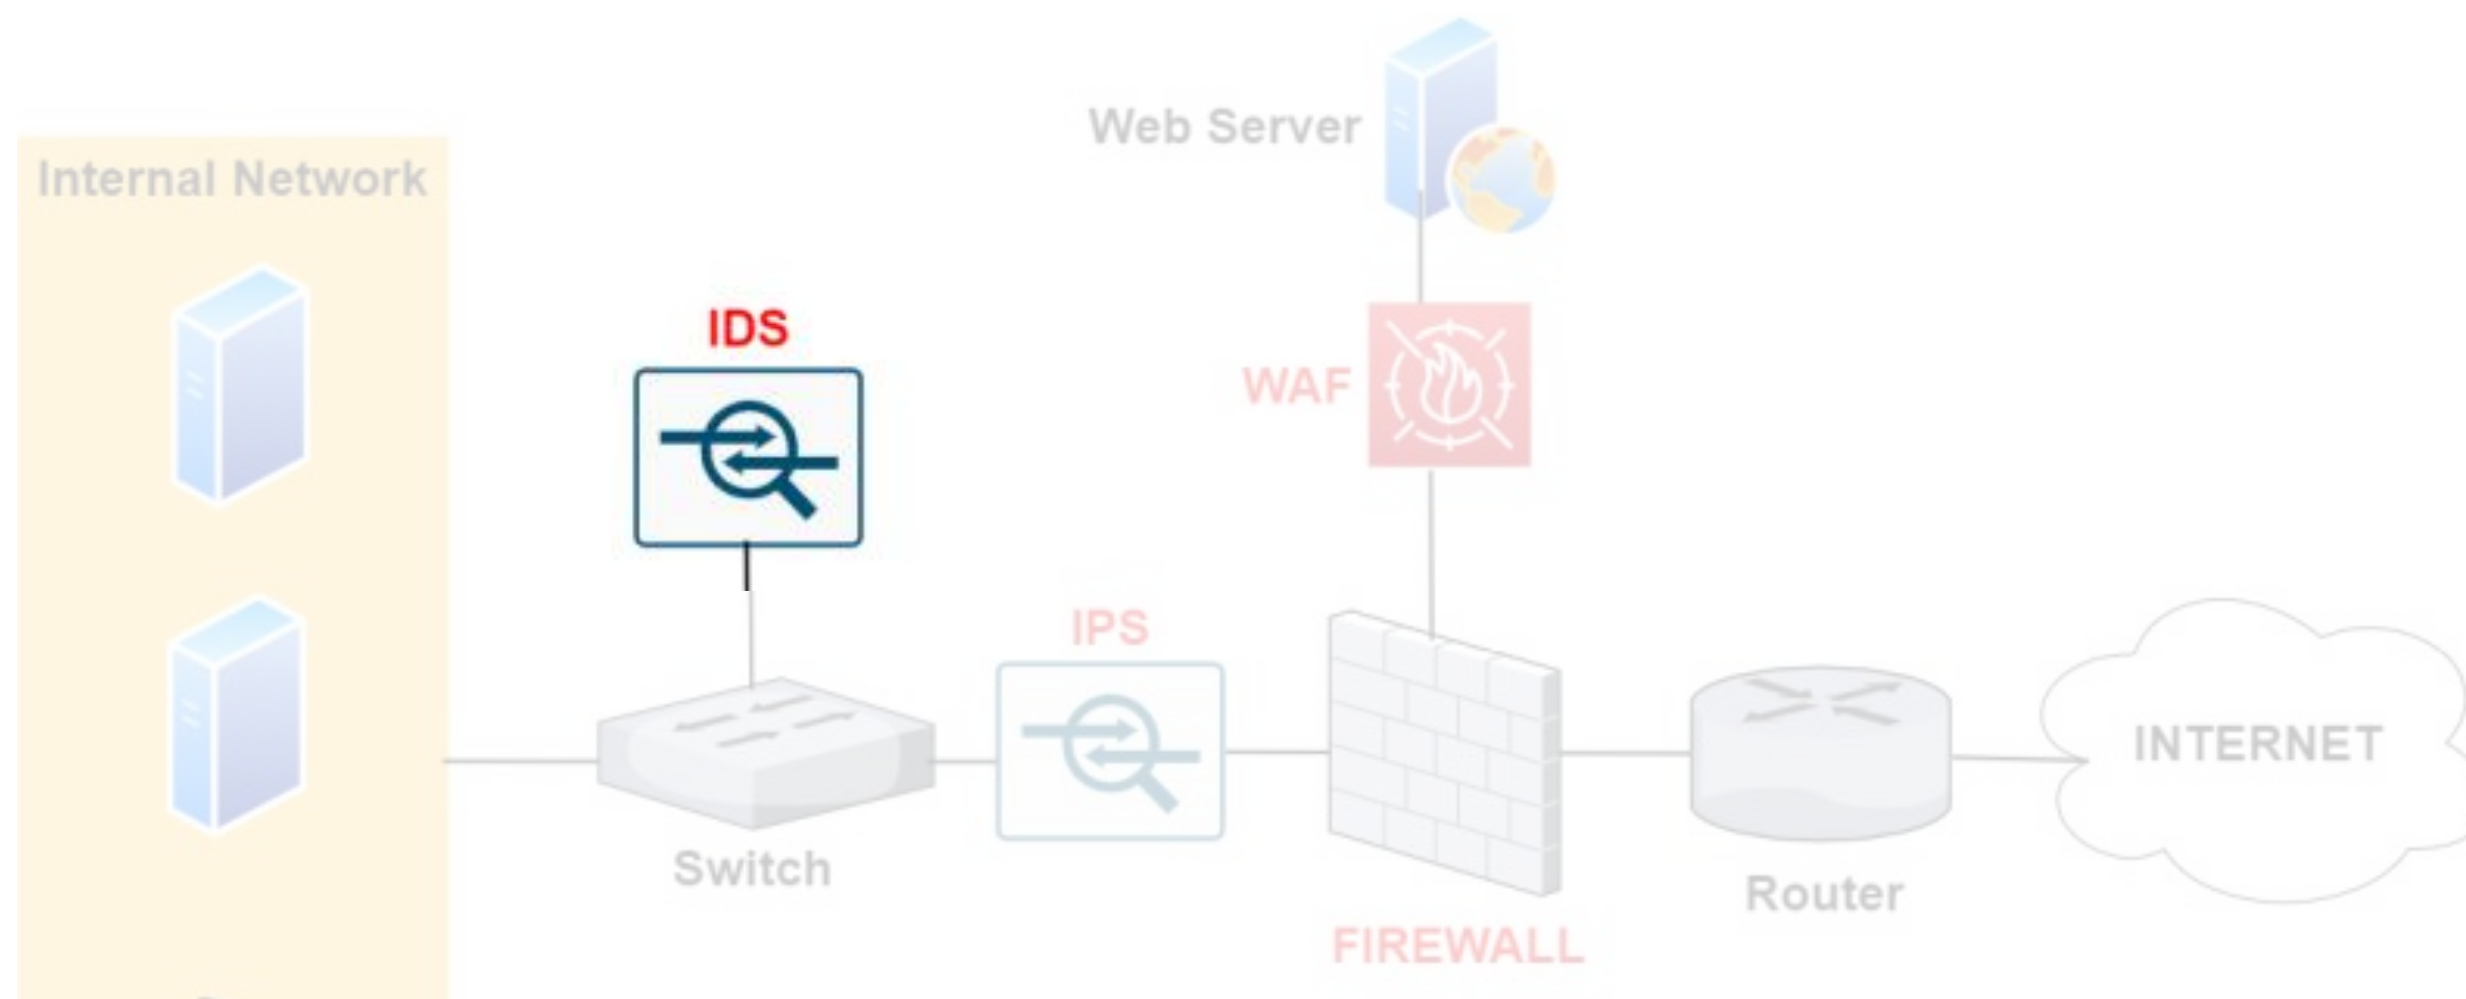 Web Server
Internal Network
IDS
WAF
IPS
INTERNET
Switch
Router
FIREWALL